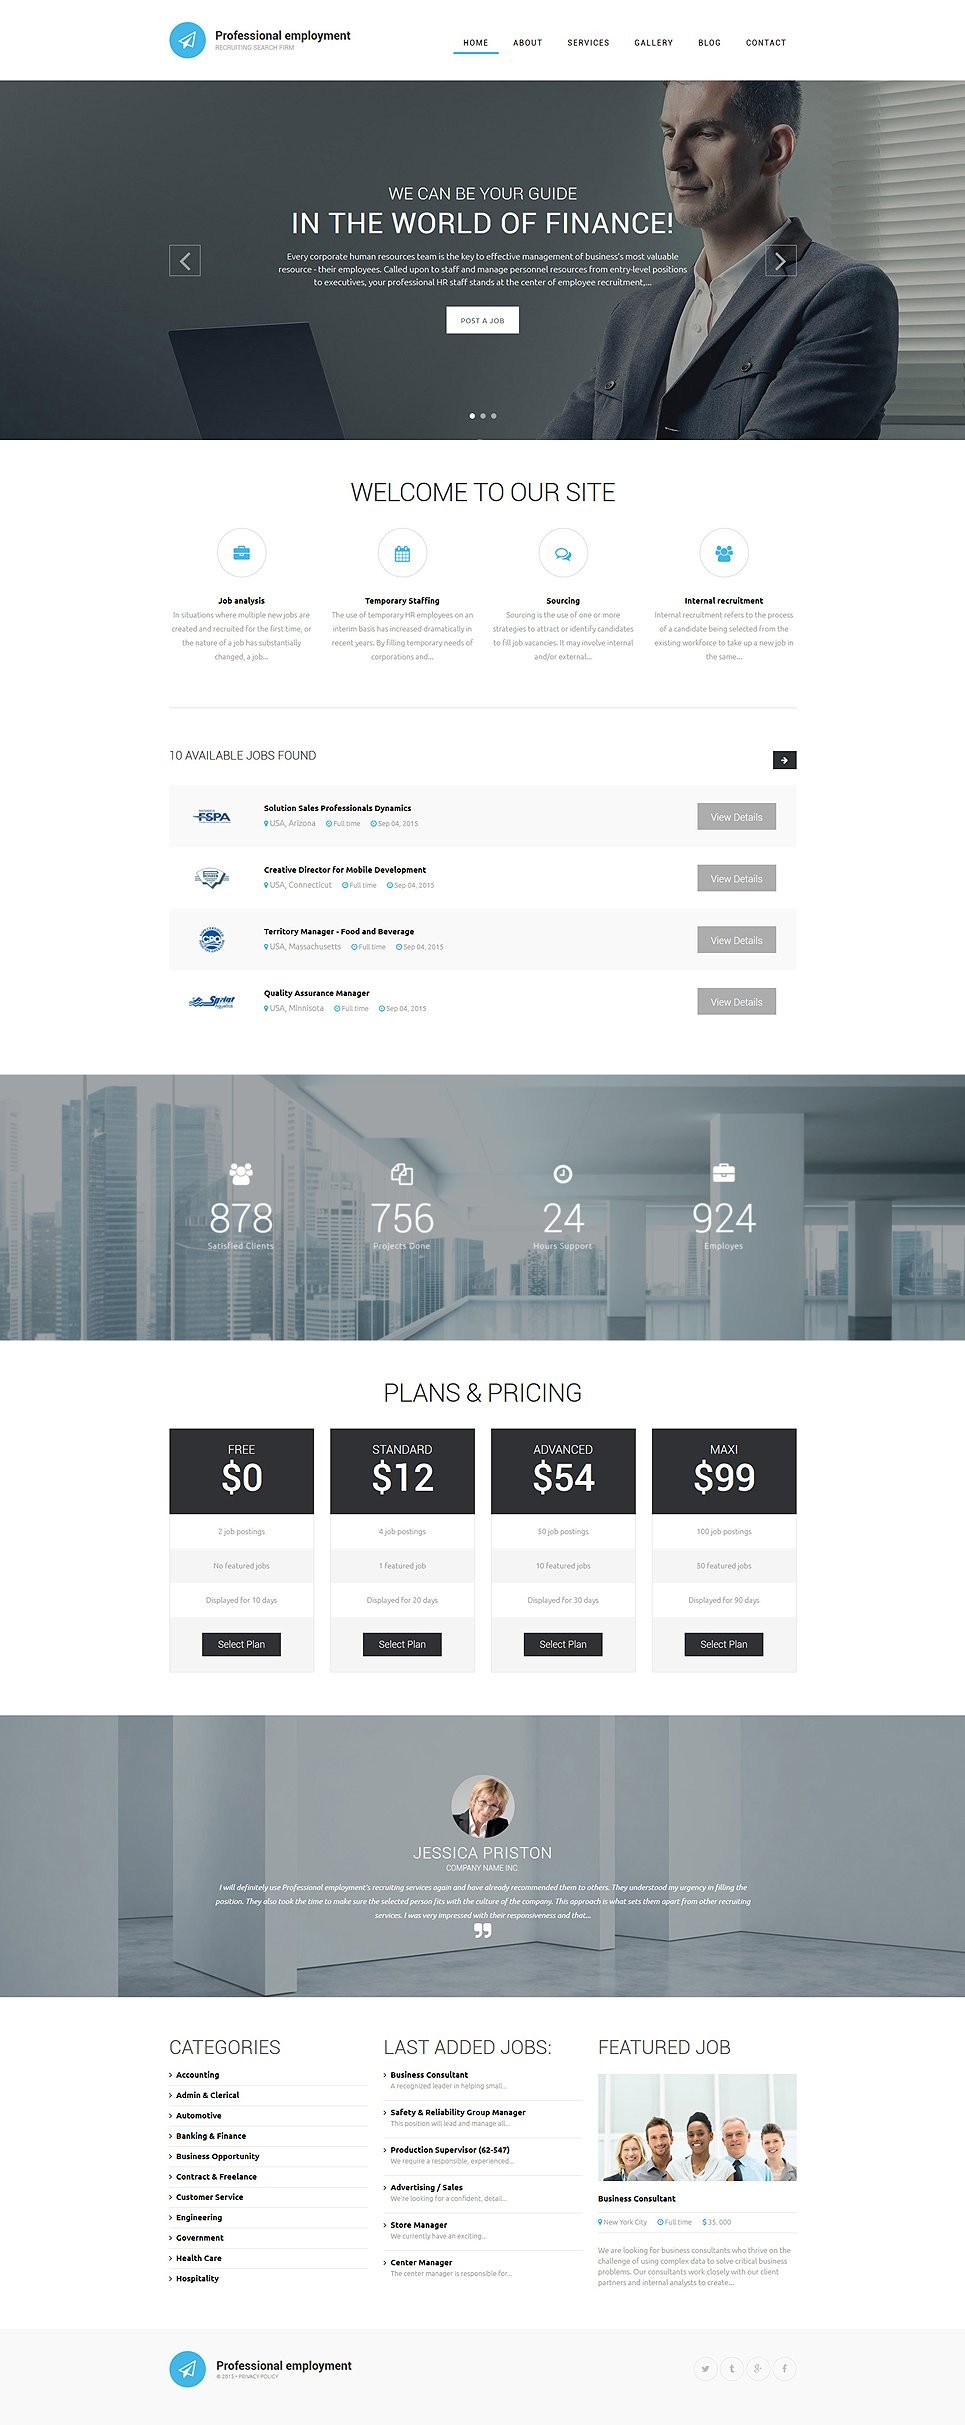 Professional employment
RECRUITING SEARCH FIRM
HOME ABOUT SERVICES GALLERY BLOG CONTACT
WE CAN BE YOUR GUIDE
IN THE WORLD OF FINANCE!
Every corporate human resources team is the key to effective management of business's most valuable
resource - their employees. Called upon to staff and manage personnel resources from entry-level positions
to executives, your professional HR staff stands at the center of employee recruitment,...
POST A JOB
WELCOME TO OUR SITE
Job analysis
In situations where multiple new jobs are
created and recruited for the first time, or
the nature of a job has substantially
changed, a job...
Temporary Staffing
The use of temporary HR employees on an
interim basis has increased dramatically in
recent years. By filling temporary needs of
corporations and...
Sourcing
Sourcing is the use of one or more
strategies to attract or identify candidates
to fill job vacancies. It may involve internal
and/or external...
Internal recruitment
Internal recruitment refers to the process
of a candidate being selected from the
existing workforce to take up a new job in
the same...
10 AVAILABLE JOBS FOUND
FSPA
Solution Sales Professionals Dynamics
USA, Arizona Full time Sep 04, 2015
View Details
Creative Director for Mobile Development
USA, Connecticut Full time Sep 04, 2015
View Details
CPO
Territory Manager - Food and Beverage
USA, Massachusetts Full time Sep 04, 2015
View Details
Sprint
Aquatics
Quality Assurance Manager
USA, Minnisota Full time Sep 04, 2015
View Details
878
Satisfied Clients
756
Projects Done
24
Hours Support
924
Employes
PLANS & PRICING
FREE
$0
2 job postings
No featured jobs
Displayed for 10 days
Select Plan
STANDARD
$12
4 job postings
1 featured job
Displayed for 20 days
Select Plan
ADVANCED
$54
50 job postings
10 featured jobs
Displayed for 30 days
Select Plan
MAXI
$99
100 job postings
50 featured jobs
Displayed for 90 days
Select Plan
JESSICA PRISTON
COMPANY NAME INC.
I will definitely use Professional employment's recruiting services again and have already recommended them to others. They understood my urgency in filling the
position. They also took the time to make sure the selected person fits with the culture of the company. This approach is what sets them apart from other recruiting
services. I was very impressed with their responsiveness and that...
CATEGORIES
Accounting
Admin & Clerical
Automotive
Banking & Finance
Business Opportunity
Contract & Freelance
Customer Service
Engineering
Government
Health Care
Hospitality
LAST ADDED JOBS:
Business Consultant
A recognized leader in helping small...
Safety & Reliability Group Manager
This position will lead and manage all...
Production Supervisor (62-547)
We require a responsible, experienced...
Advertising / Sales
We're looking for a confident, detail...
Store Manager
We currently have an exciting...
Center Manager
The center manager is responsible for...
FEATURED JOB
Business Consultant
New York City Full time $ 35. 000
We are looking for business consultants who thrive on the
challenge of using complex data to solve critical business
problems. Our consultants work closely with our client
partners and internal analysts to create...
Professional employment
© 2015 • PRIVACY POLICY